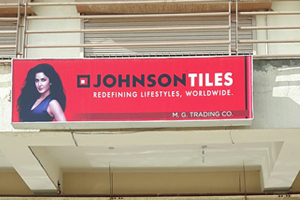 JOHNSON TILES
REDEFINING LIFESTYLES, WORLDWIDE.
M. G. TRADING CO.